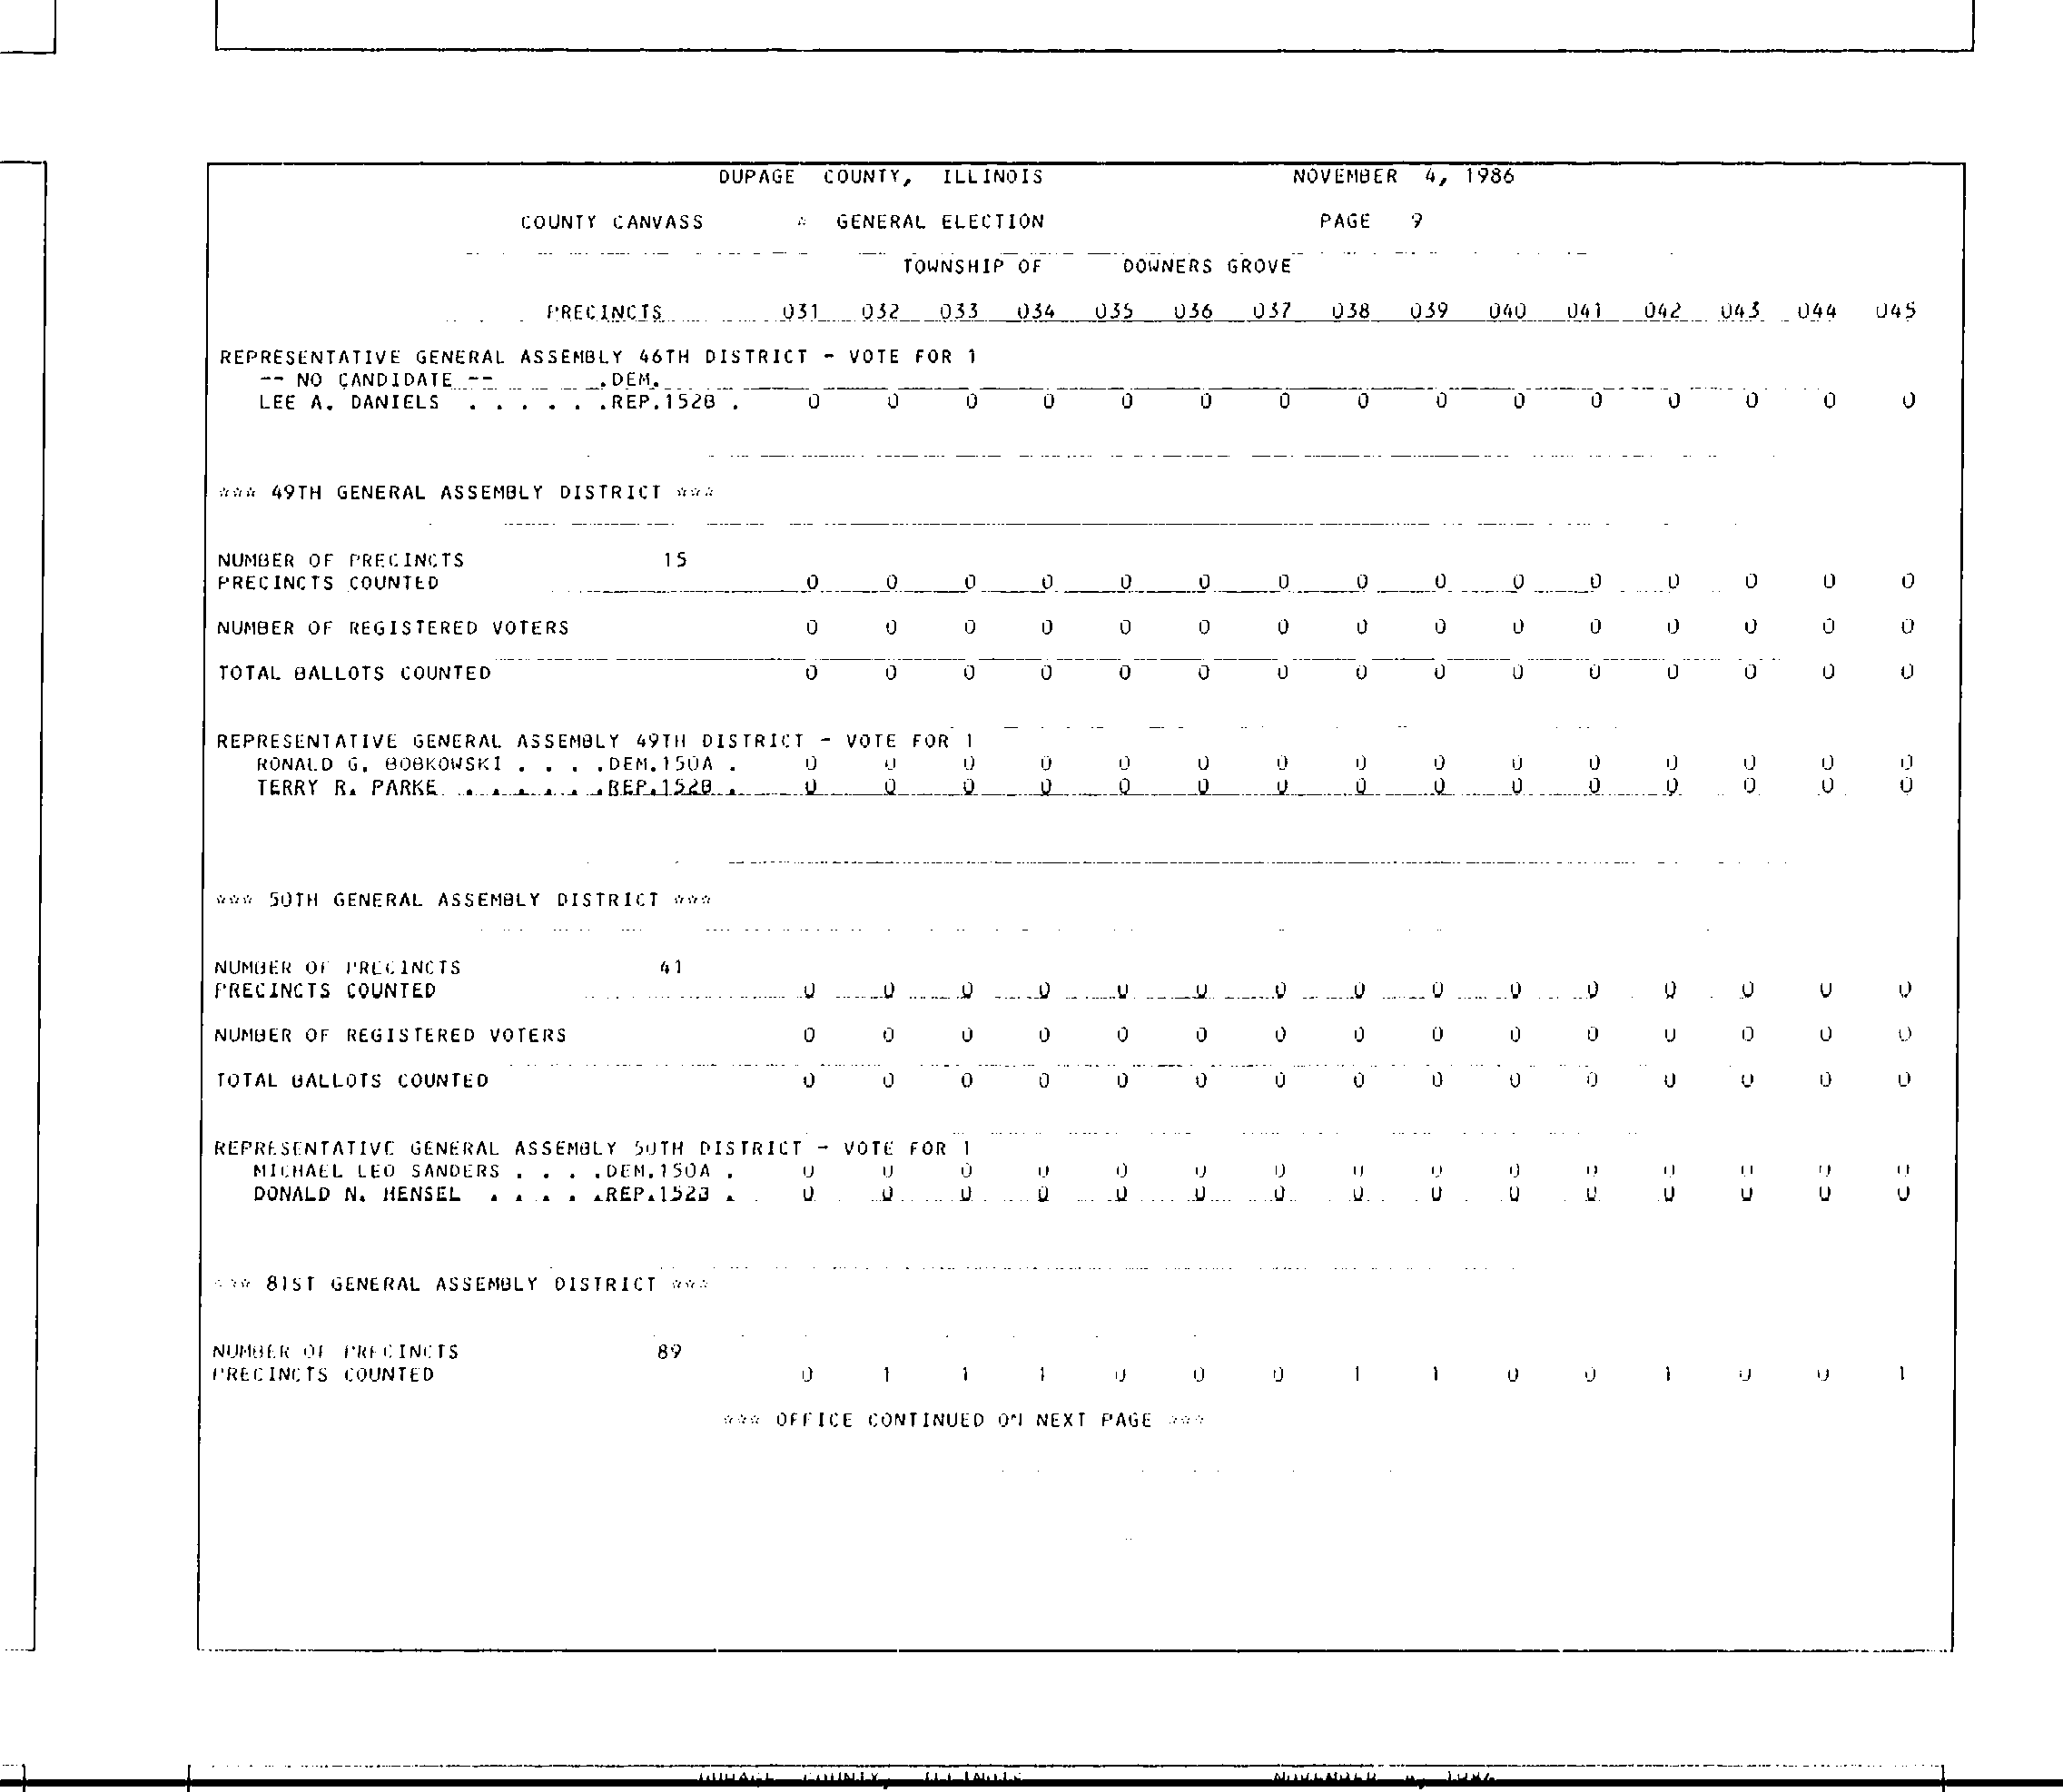 DUPAGE COUNTY, ILLINOIS NOVEMBER 4, 1986
COUNTY CANVASS * GENERAL ELECTION PAGE 9
TOWNSHIP OF DOWNERS GROVE
PRECINCTS 031 032 033 034 035 036 037 038 039 040 041 042 043 044 045
REPRESENTATIVE GENERAL ASSEMBLY 46TH DISTRICT - VOTE FOR 1
-- NO CANDIDATE -- .DEM.
LEE A. DANIELS . . . . . .REP.152B . 0 0 0 0 0 0 0 0 0 0 0 0 0 0 0
*** 49TH GENERAL ASSEMBLY DISTRICT ***
NUMBER OF PRECINCTS 15
PRECINCTS COUNTED 0 0 0 0 0 0 0 0 0 0 0 0 0 0 0
NUMBER OF REGISTERED VOTERS 0 0 0 0 0 0 0 0 0 0 0 0 0 0 0
TOTAL BALLOTS COUNTED 0 0 0 0 0 0 0 0 0 0 0 0 0 0 0
REPRESENTATIVE GENERAL ASSEMBLY 49TH DISTRICT - VOTE FOR 1
RONALD G. BOBKOWSKI . . . .DEM.150A . 0 0 0 0 0 0 0 0 0 0 0 0 0 0 0
TERRY R. PARKE . . . . . . .REP.152B . 0 0 0 0 0 0 0 0 0 0 0 0 0 0 0
*** 50TH GENERAL ASSEMBLY DISTRICT ***
NUMBER OF PRECINCTS 41
PRECINCTS COUNTED 0 0 0 0 0 0 0 0 0 0 0 0 0 0 0
NUMBER OF REGISTERED VOTERS 0 0 0 0 0 0 0 0 0 0 0 0 0 0 0
TOTAL BALLOTS COUNTED 0 0 0 0 0 0 0 0 0 0 0 0 0 0 0
REPRESENTATIVE GENERAL ASSEMBLY 50TH DISTRICT - VOTE FOR 1
MICHAEL LEO SANDERS . . . .DEM.150A . 0 0 0 0 0 0 0 0 0 0 0 0 0 0 0
DONALD N. HENSEL . . . . .REP.152B . 0 0 0 0 0 0 0 0 0 0 0 0 0 0 0
*** 81ST GENERAL ASSEMBLY DISTRICT ***
NUMBER OF PRECINCTS 89
PRECINCTS COUNTED 0 1 1 1 0 0 0 1 1 0 0 1 0 0 1
*** OFFICE CONTINUED ON NEXT PAGE ***